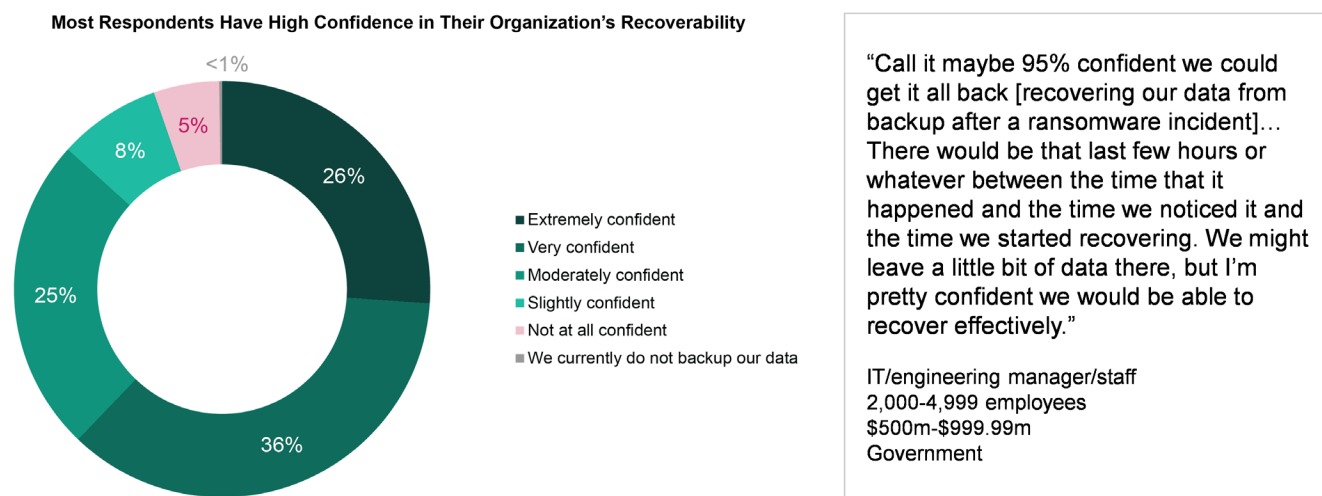 Most Respondents Have High Confidence in Their Organization's Recoverability
<1%
5%
8%
26%
25%
36%
Extremely confident
Very confident
Moderately confident
Slightly confident
Not at all confident
We currently do not backup our data
“Call it maybe 95% confident we could
get it all back [recovering our data from
backup after a ransomware incident]…
There would be that last few hours or
whatever between the time that it
happened and the time we noticed it and
the time we started recovering. We might
leave a little bit of data there, but I’m
pretty confident we would be able to
recover effectively.”
IT/engineering manager/staff
2,000-4,999 employees
$500m-$999.99m
Government